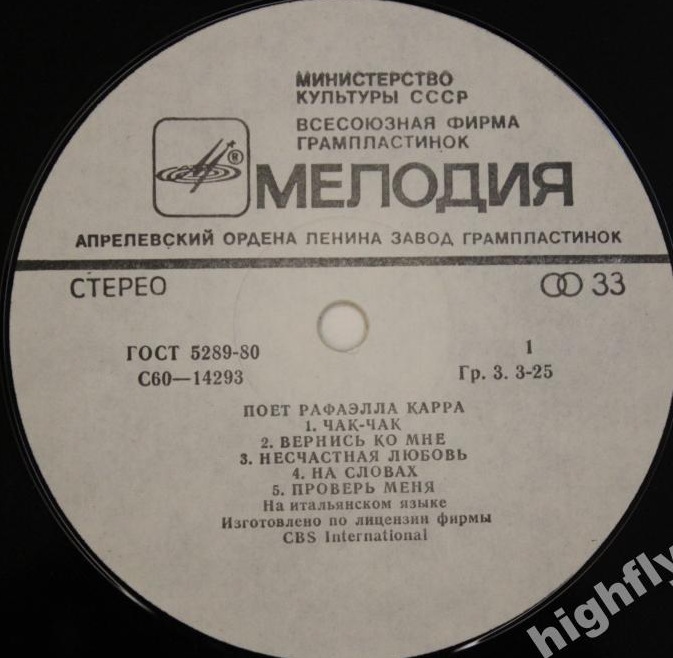 МИНИСТЕРСТВО
КУЛЬТУРЫ СССР
ВСЕСОЮЗНАЯ ФИРМА
ГРАМПЛАСТИНОК
®
МЕЛОДИЯ
АПРЕЛЕВСКИЙ ОРДЕНА ЛЕНИНА ЗАВОД ГРАМПЛАСТИНОК
СТЕРЕО 33
ГОСТ 5289-80 1
С60—14293 Гр. 3. 3-25
ПОЕТ РАФАЭЛЛА КАРРА
1. ЧАК-ЧАК
2. ВЕРНИСЬ КО МНЕ
3. НЕСЧАСТНАЯ ЛЮБОВЬ
4. НА СЛОВАХ
5. ПРОВЕРЬ МЕНЯ
На итальянском языке
Изготовлено по лицензии фирмы
CBS International
highfly